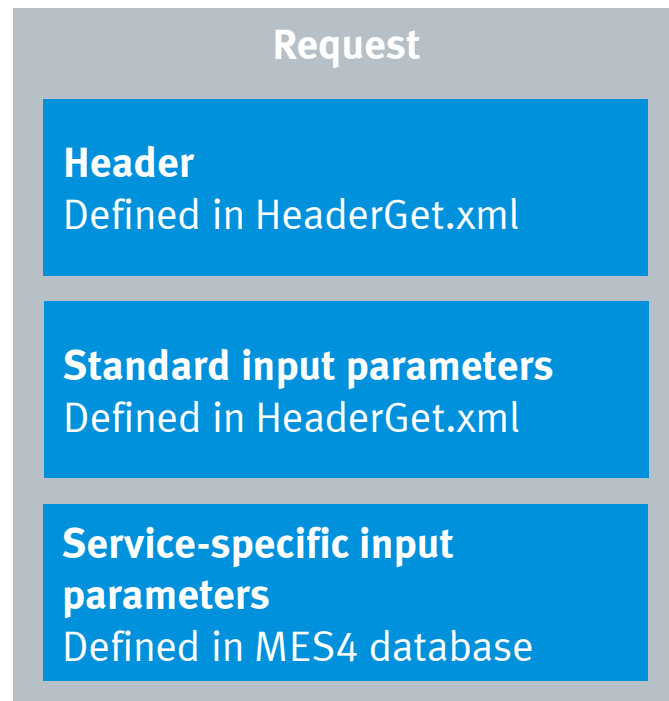 Request
Header
Defined in HeaderGet.xml
Standard input parameters
Defined in HeaderGet.xml
Service-specific input
parameters
Defined in MES4 database